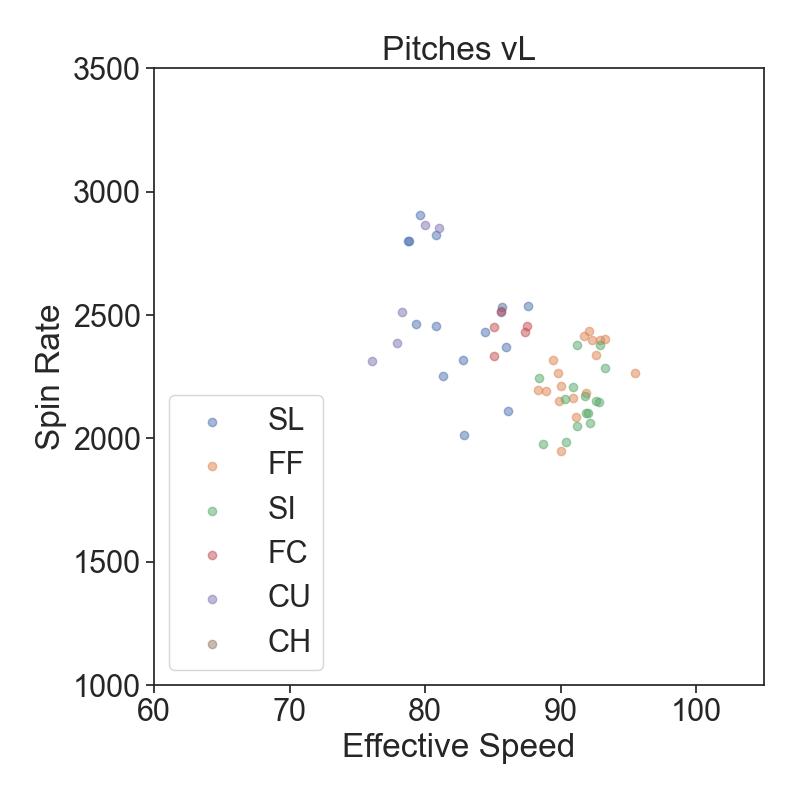 Pitches vL
3500
3000
2500
2000
1500
1000
Spin Rate
SL
FF
SI
FC
CU
CH
60 70 80 90 100
Effective Speed